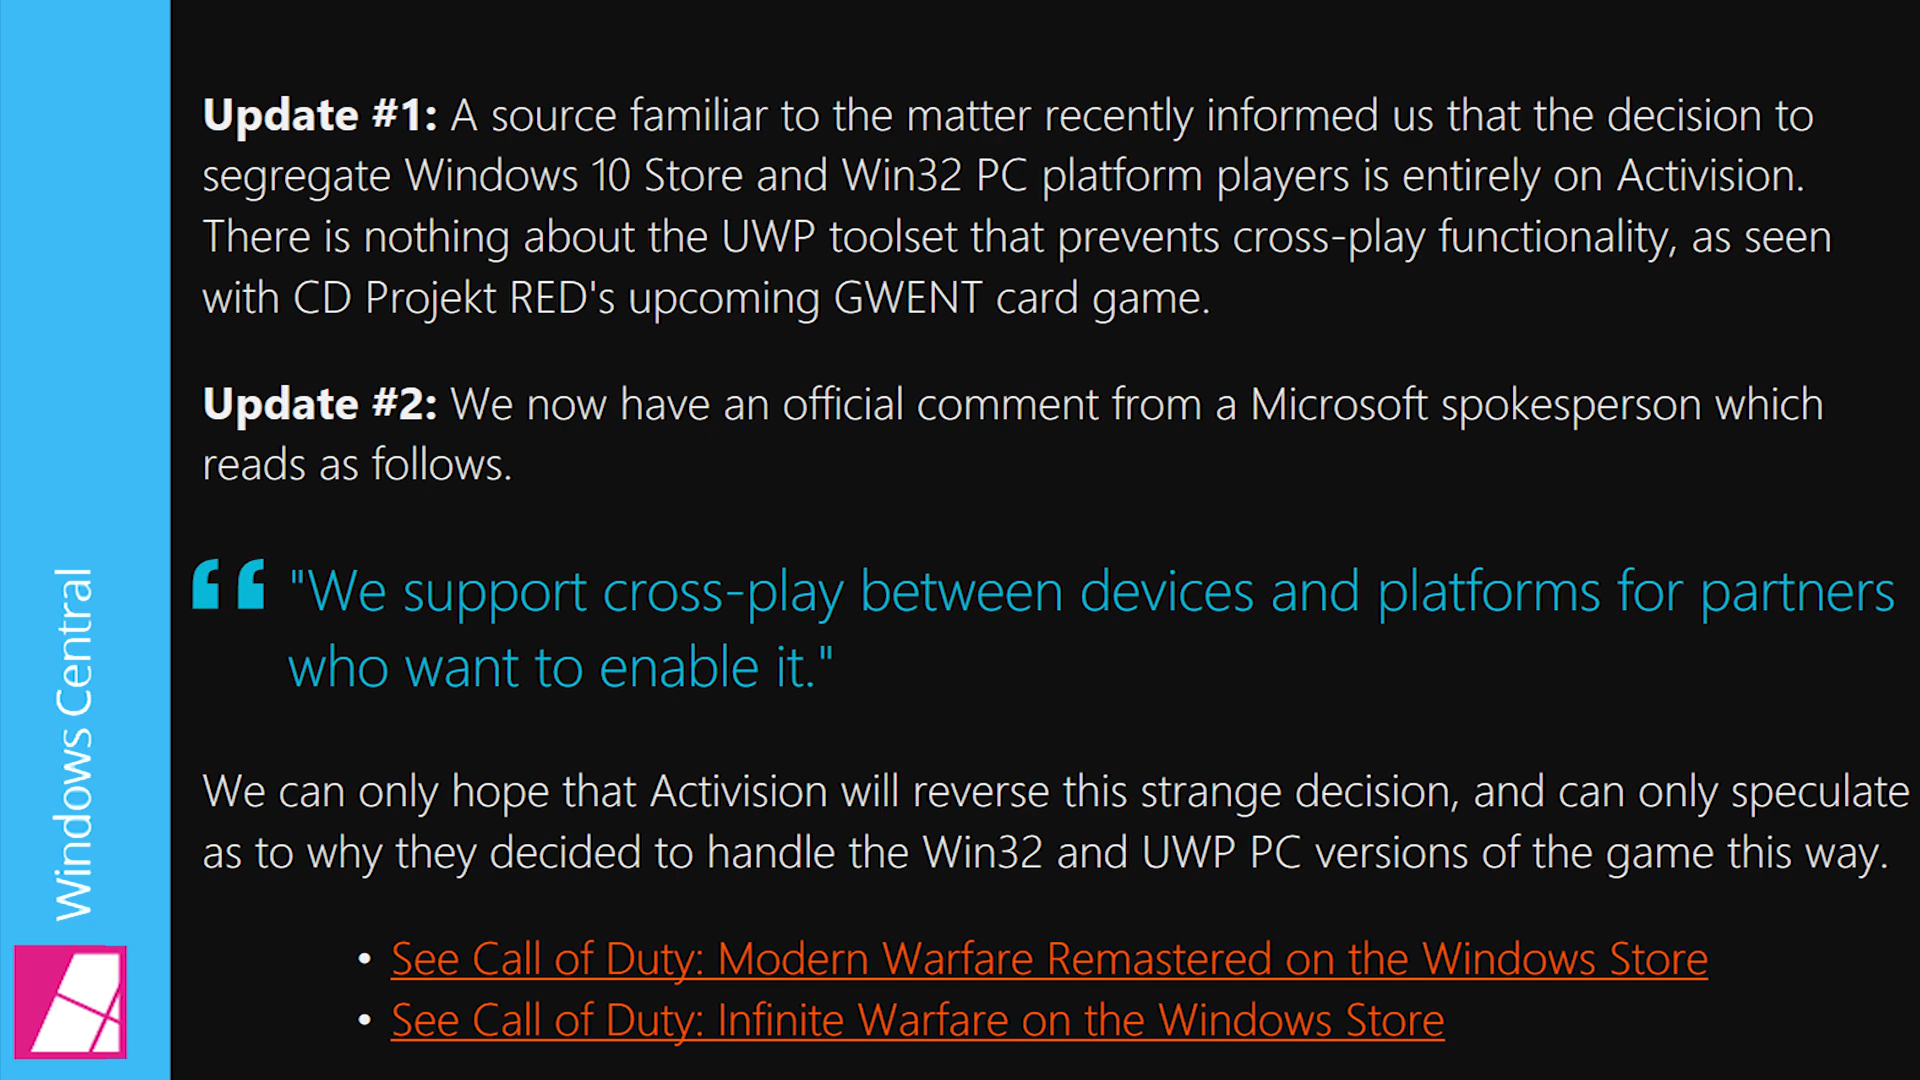 Update #1: A source familiar to the matter recently informed us that the decision to
segregate Windows 10 Store and Win32 PC platform players is entirely on Activision.
There is nothing about the UWP toolset that prevents cross-play functionality, as seen
with CD Projekt RED's upcoming GWENT card game.
Update #2: We now have an official comment from a Microsoft spokesperson which
reads as follows.
"We support cross-play between devices and platforms for partners
who want to enable it."
We can only hope that Activision will reverse this strange decision, and can only speculate
as to why they decided to handle the Win32 and UWP PC versions of the game this way.
• See Call of Duty: Modern Warfare Remastered on the Windows Store
• See Call of Duty: Infinite Warfare on the Windows Store
Windows Central